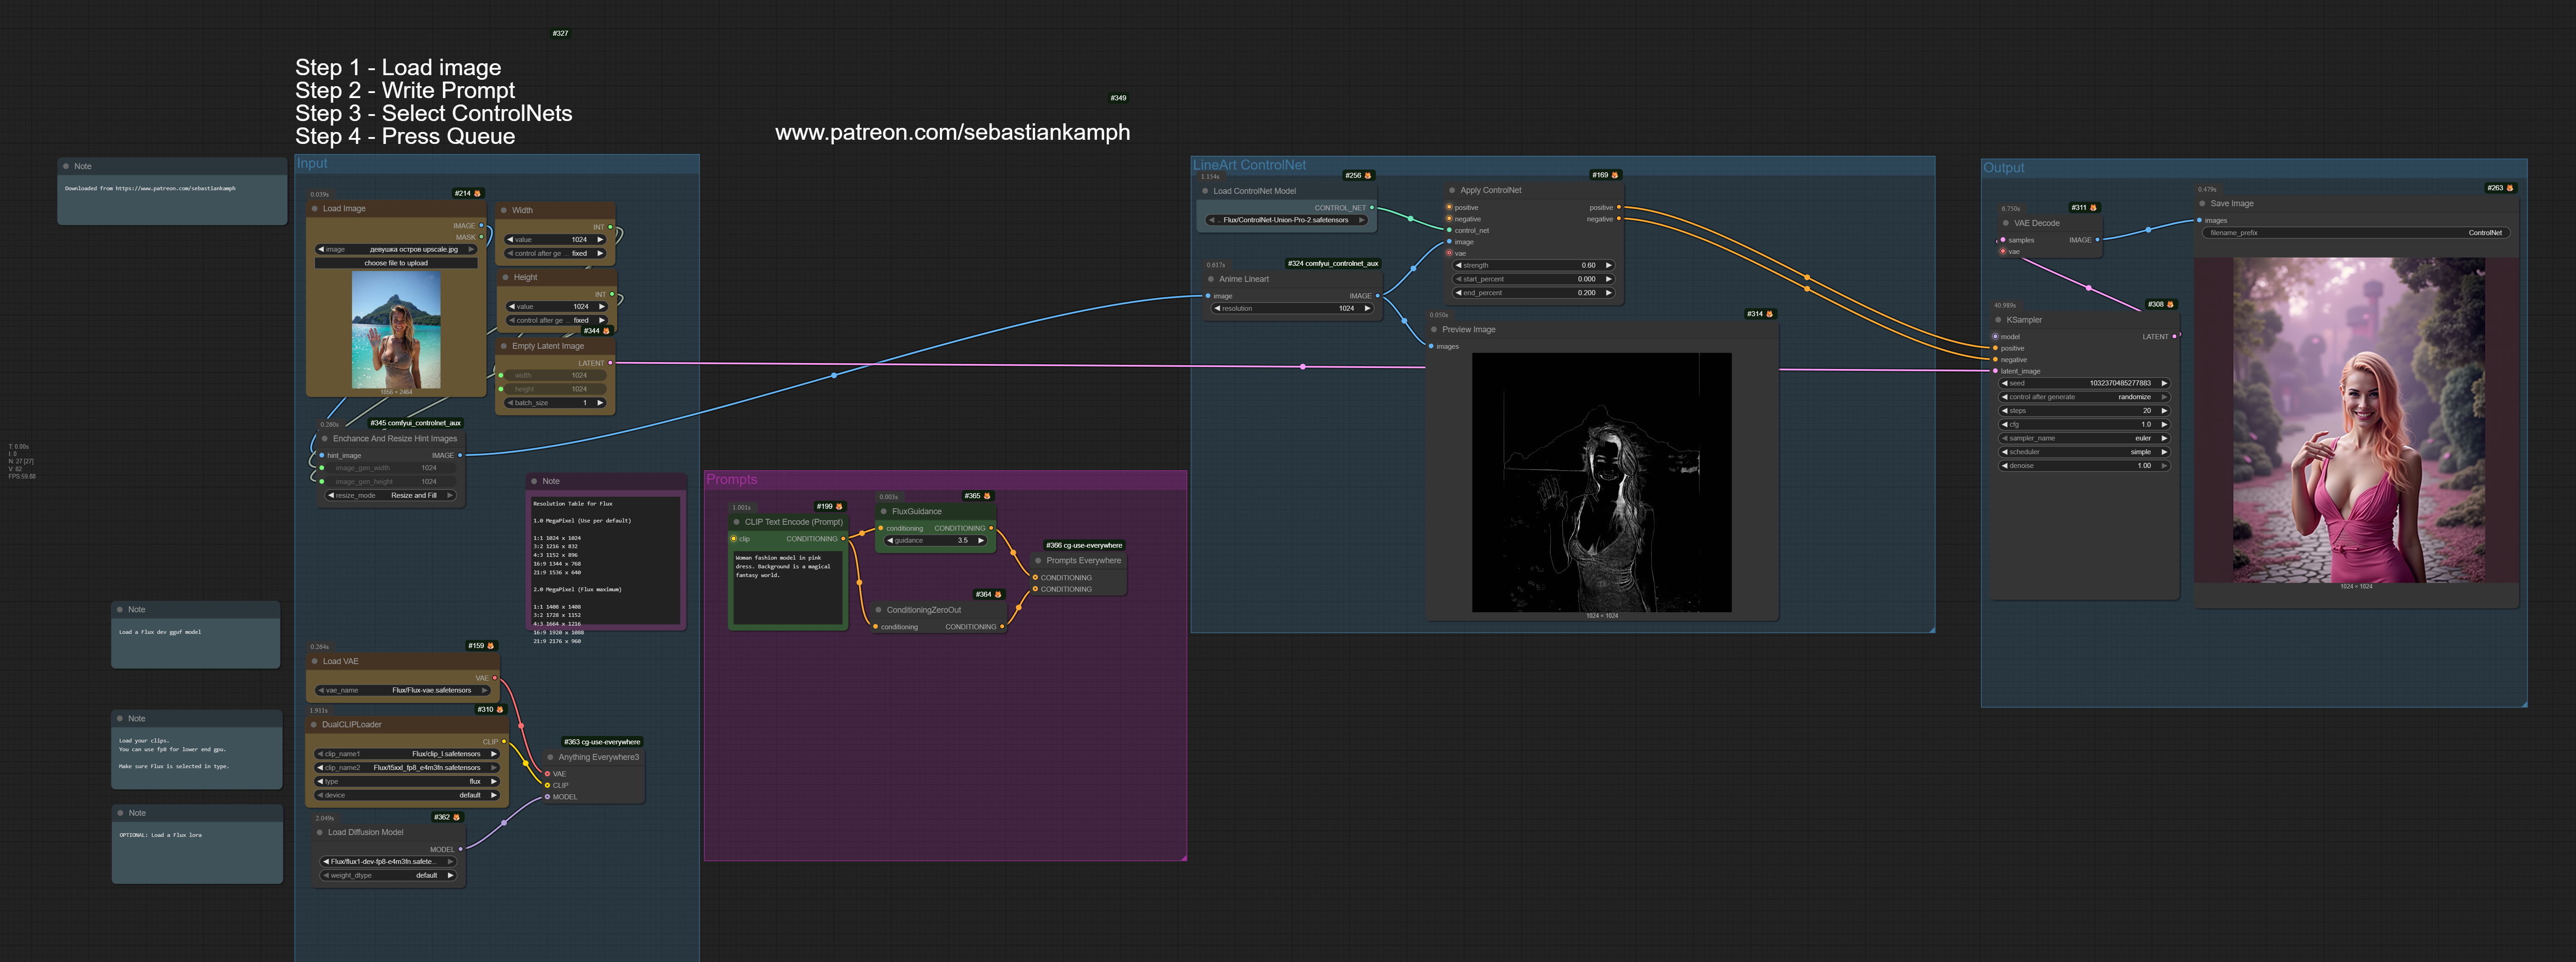 #327
Step 1 - Load image
Step 2 - Write Prompt
Step 3 - Select ControlNets
Step 4 - Press Queue
#349
www.patreon.com/sebastiankamph
Note
Downloaded from https://www.patreon.com/sebastiankamph
Input
0.039s
#214
Load Image
IMAGE
MASK
image девушка остров upscale.jpg
choose file to upload
1856 × 2464
Width
INT
value 1024
control after ge ... fixed
Height
INT
value 1024
control after ge ... fixed
#344
Empty Latent Image
LATENT
width 1024
height 1024
batch_size 1
0.260s
#345 comfyui_controlnet_aux
Enchance And Resize Hint Images
hint_image IMAGE
image_gen_width 1024
image_gen_height 1024
resize_mode Resize and Fill
T: 0.00s
I: 0
N: 27 [27]
V: 82
FPS:59.88
Note
Resolution Table for Flux
1.0 MegaPixel (Use per default)
1:1 1024 x 1024
3:2 1216 x 832
4:3 1152 x 896
16:9 1344 x 768
21:9 1536 x 640
2.0 MegaPixel (Flux maximum)
1:1 1408 x 1408
3:2 1728 x 1152
4:3 1664 x 1216
16:9 1920 x 1088
21:9 2176 x 960
Note
Load a Flux dev gguf model
0.264s
#159
Load VAE
VAE
vae_name Flux/Flux-vae.safetensors
Note
Load your clips.
You can use fp8 for lower end gpu.
Make sure Flux is selected in type.
1.911s
#310
DualCLIPLoader
CLIP
clip_name1 Flux/clip_l.safetensors
clip_name2 Flux/t5xxl_fp8_e4m3fn.safetensors
type flux
device default
#363 cg-use-everywhere
Anything Everywhere3
VAE
CLIP
MODEL
Note
OPTIONAL: Load a Flux lora
2.049s
#362
Load Diffusion Model
MODEL
Flux/flux1-dev-fp8-e4m3fn.safete...
weight_dtype default
Prompts
1.001s
#199
CLIP Text Encode (Prompt)
clip CONDITIONING
Woman fashion model in pink
dress. Background is a magical
fantasy world.
0.003s
#365
FluxGuidance
conditioning CONDITIONING
guidance 3.5
#364
ConditioningZeroOut
conditioning CONDITIONING
#366 cg-use-everywhere
Prompts Everywhere
CONDITIONING
CONDITIONING
LineArt ControlNet
1.154s
#256
Load ControlNet Model
CONTROL_NET
.. Flux/ControlNet-Union-Pro-2.safetensors
0.617s
#324 comfyui_controlnet_aux
Anime Lineart
image IMAGE
resolution 1024
#169
Apply ControlNet
positive positive
negative negative
control_net
image
vae
strength 0.60
start_percent 0.000
end_percent 0.200
0.050s
#314
Preview Image
images
1024 × 1024
Output
6.750s
#311
VAE Decode
samples IMAGE
vae
40.989s
#308
KSampler
model LATENT
positive
negative
latent_image
seed 1032370485277883
control after generate randomize
steps 20
cfg 1.0
sampler_name euler
scheduler simple
denoise 1.00
0.479s
#263
Save Image
images
filename_prefix ControlNet
1024 × 1024